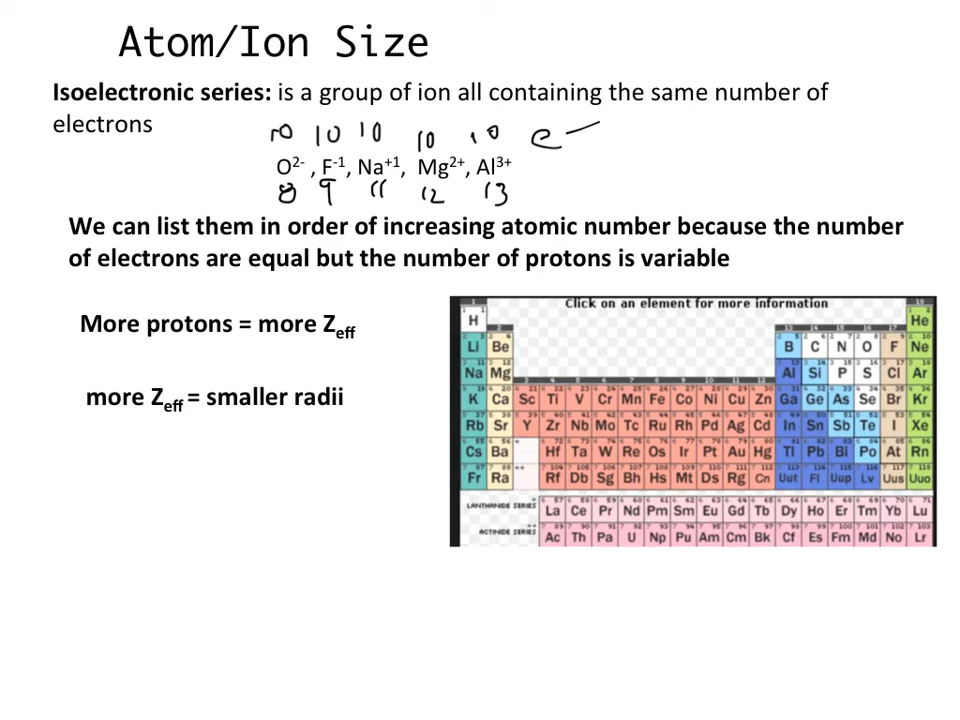 Atom/Ion Size
Isoelectronic series: is a group of ion all containing the same number of
electrons
10 10 10 10 10 e-
O2- , F-1, Na+1, Mg2+, Al3+
8 9 11 12 13
We can list them in order of increasing atomic number because the number
of electrons are equal but the number of protons is variable
More protons = more Zeff
more Zeff = smaller radii
Click on an element for more information
H He
Li Be B C N O F Ne
Na Mg Al Si P S Cl Ar
K Ca Sc Ti V Cr Mn Fe Co Ni Cu Zn Ga Ge As Se Br Kr
Rb Sr Y Zr Nb Mo Tc Ru Rh Pd Ag Cd In Sn Sb Te I Xe
Cs Ba Hf Ta W Re Os Ir Pt Au Hg Tl Pb Bi Po At Rn
Fr Ra Rf Db Sg Bh Hs Mt Ds Rg Cn Uut Fl Uup Lv Uus Uuo
LANTHANIDE SERIES La Ce Pr Nd Pm Sm Eu Gd Tb Dy Ho Er Tm Yb Lu
ACTINIDE SERIES Ac Th Pa U Np Pu Am Cm Bk Cf Es Fm Md No Lr